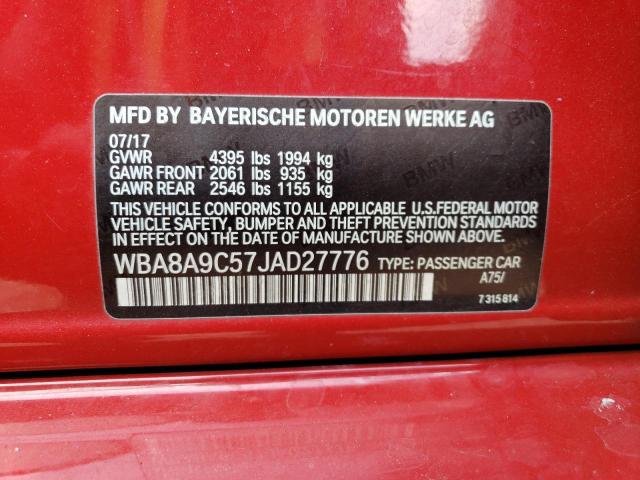 MFD BY BAYERISCHE MOTOREN WERKE AG
07/17
GVWR 4395 lbs 1994 kg
GAWR FRONT 2061 lbs 935 kg
GAWR REAR 2546 lbs 1155 kg
THIS VEHICLE CONFORMS TO ALL APPLICABLE U.S.FEDERAL MOTOR
VEHICLE SAFETY, BUMPER AND THEFT PREVENTION STANDARDS
IN EFFECT ON THE DATE OF MANUFACTURE SHOWN ABOVE.
WBA8A9C57JAD27776 TYPE: PASSENGER CAR
A75/
7 315 814